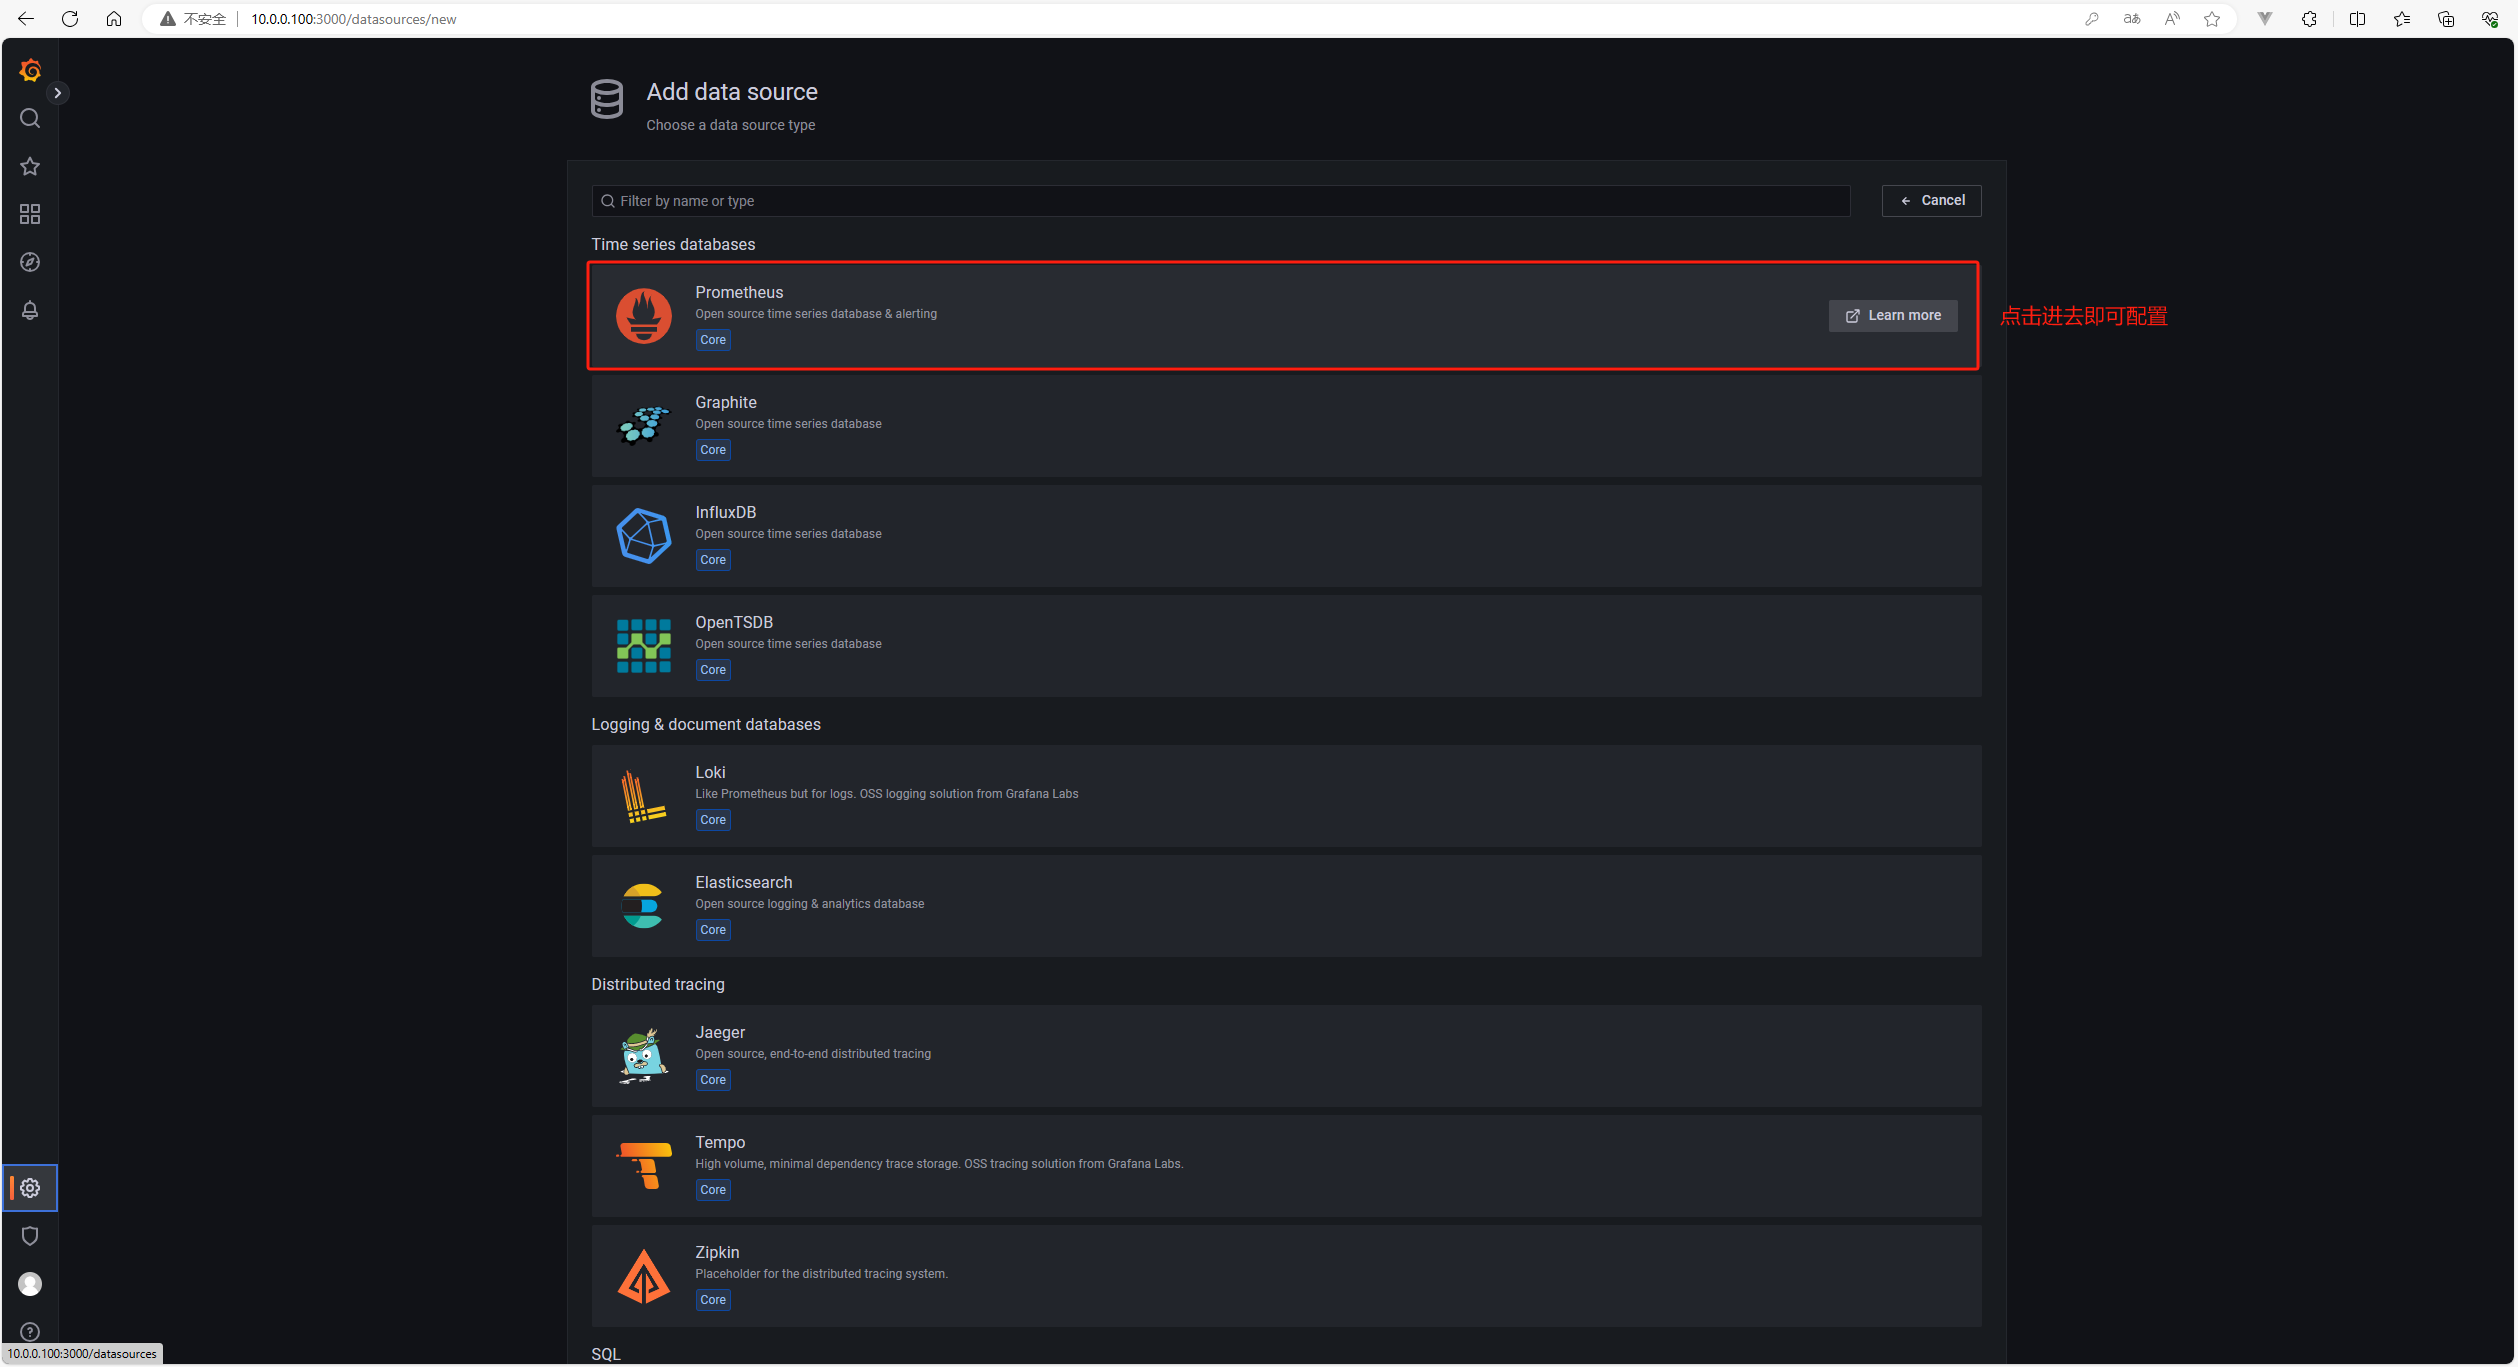 不安全
10.0.0.100:3000/datasources/new
Add data source
Choose a data source type
Filter by name or type
Cancel
Time series databases
Prometheus
Open source time series database & alerting
Core
Learn more
点击进去即可配置
Graphite
Open source time series database
Core
InfluxDB
Open source time series database
Core
OpenTSDB
Open source time series database
Core
Logging & document databases
Loki
Like Prometheus but for logs. OSS logging solution from Grafana Labs
Core
Elasticsearch
Open source logging & analytics database
Core
Distributed tracing
Jaeger
Open source, end-to-end distributed tracing
Core
Tempo
High volume, minimal dependency trace storage. OSS tracing solution from Grafana Labs.
Core
Zipkin
Placeholder for the distributed tracing system.
Core
SQL
10.0.0.100:3000/datasources